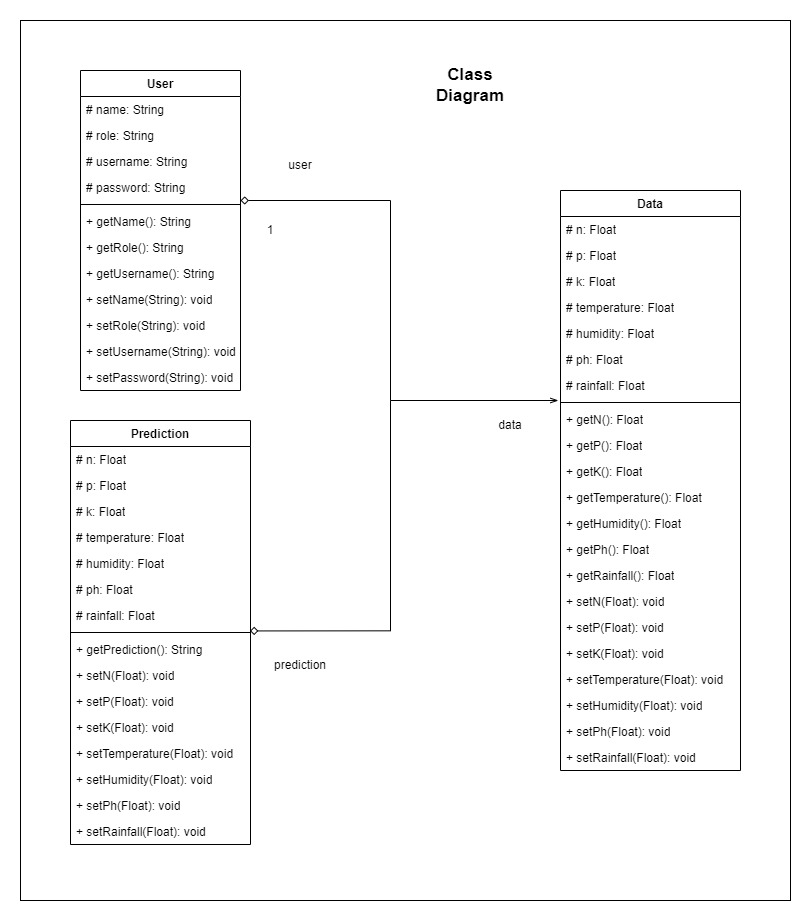 Class
Diagram
User
# name: String
# role: String
# username: String
# password: String
+ getName(): String
+ getRole(): String
+ getUsername(): String
+ setName(String): void
+ setRole(String): void
+ setUsername(String): void
+ setPassword(String): void
user
1
Prediction
# n: Float
# p: Float
# k: Float
# temperature: Float
# humidity: Float
# ph: Float
# rainfall: Float
+ getPrediction(): String
+ setN(Float): void
+ setP(Float): void
+ setK(Float): void
+ setTemperature(Float): void
+ setHumidity(Float): void
+ setPh(Float): void
+ setRainfall(Float): void
prediction
data
Data
# n: Float
# p: Float
# k: Float
# temperature: Float
# humidity: Float
# ph: Float
# rainfall: Float
+ getN(): Float
+ getP(): Float
+ getK(): Float
+ getTemperature(): Float
+ getHumidity(): Float
+ getPh(): Float
+ getRainfall(): Float
+ setN(Float): void
+ setP(Float): void
+ setK(Float): void
+ setTemperature(Float): void
+ setHumidity(Float): void
+ setPh(Float): void
+ setRainfall(Float): void